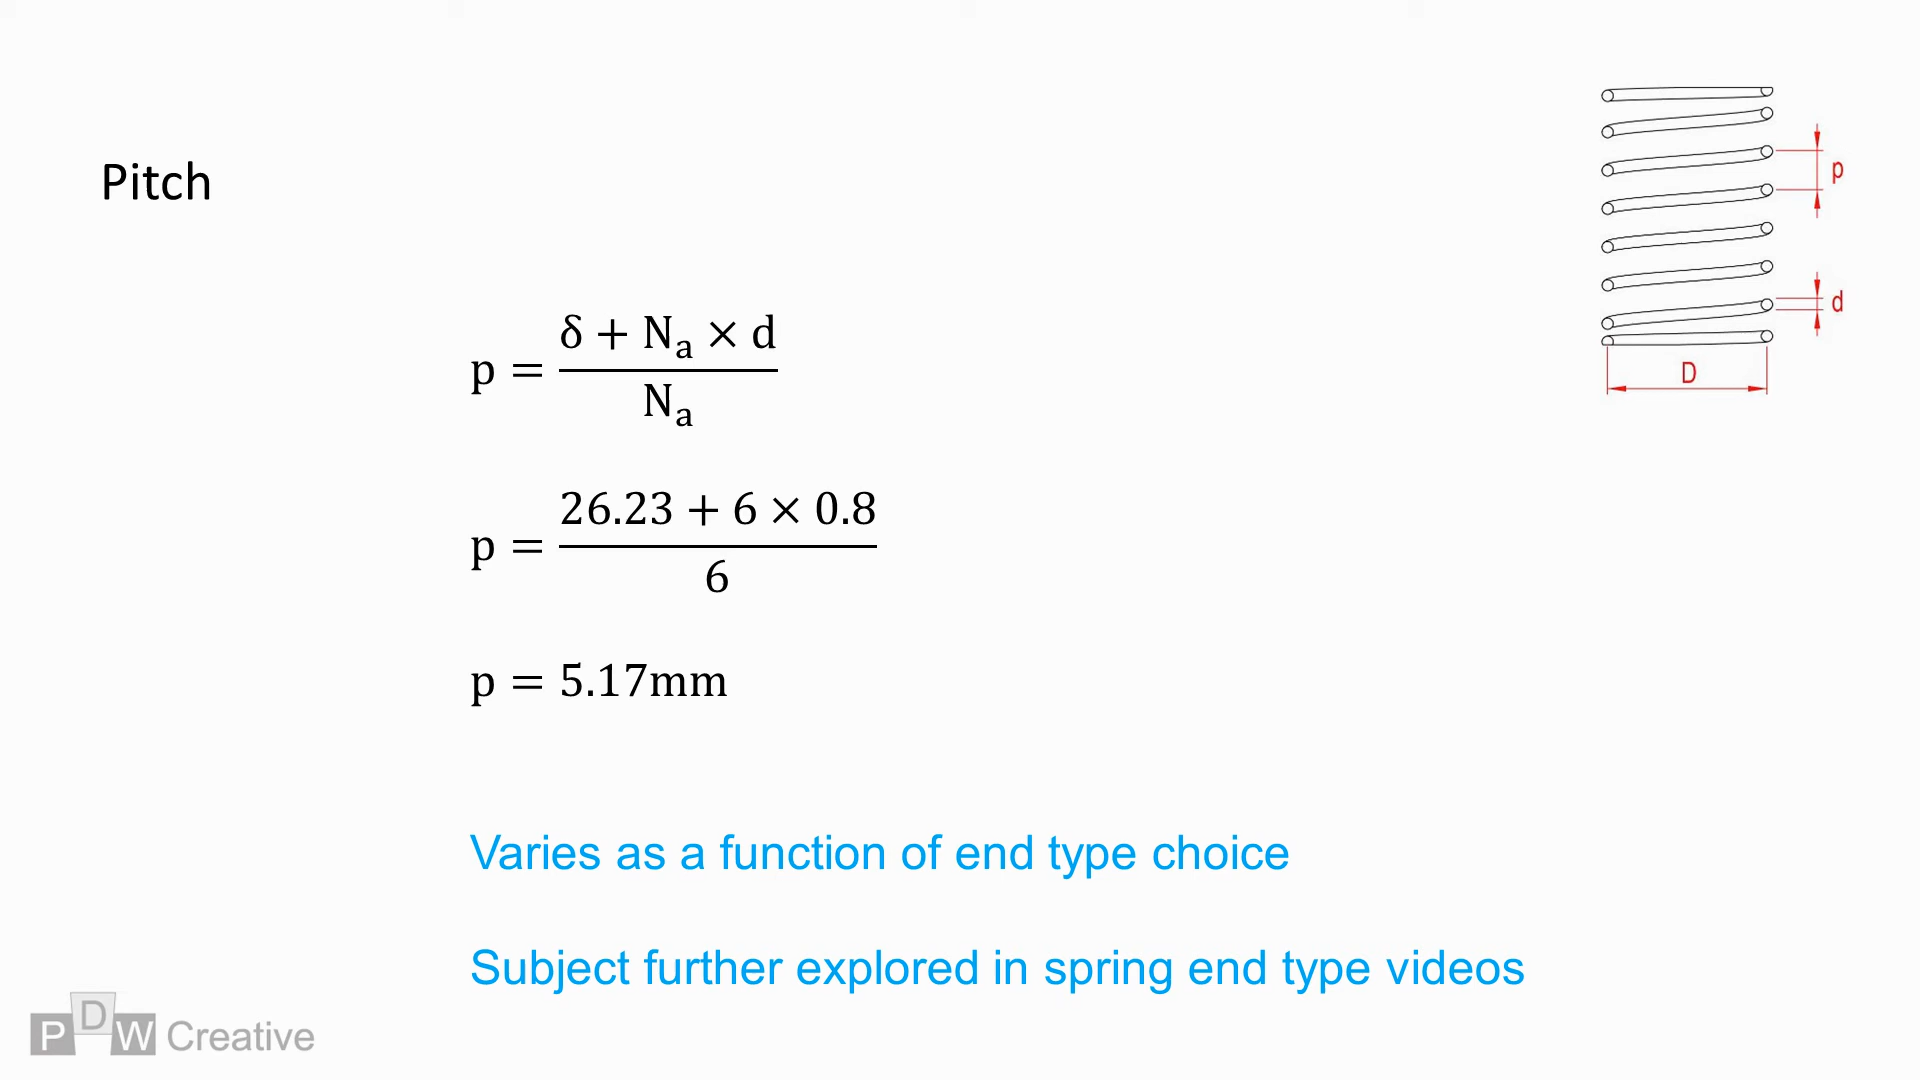 Pitch
p
d
D
p = (δ + Nₐ × d) / Nₐ
p = (26.23 + 6 × 0.8) / 6
p = 5.17mm
Varies as a function of end type choice
Subject further explored in spring end type videos
PDW Creative